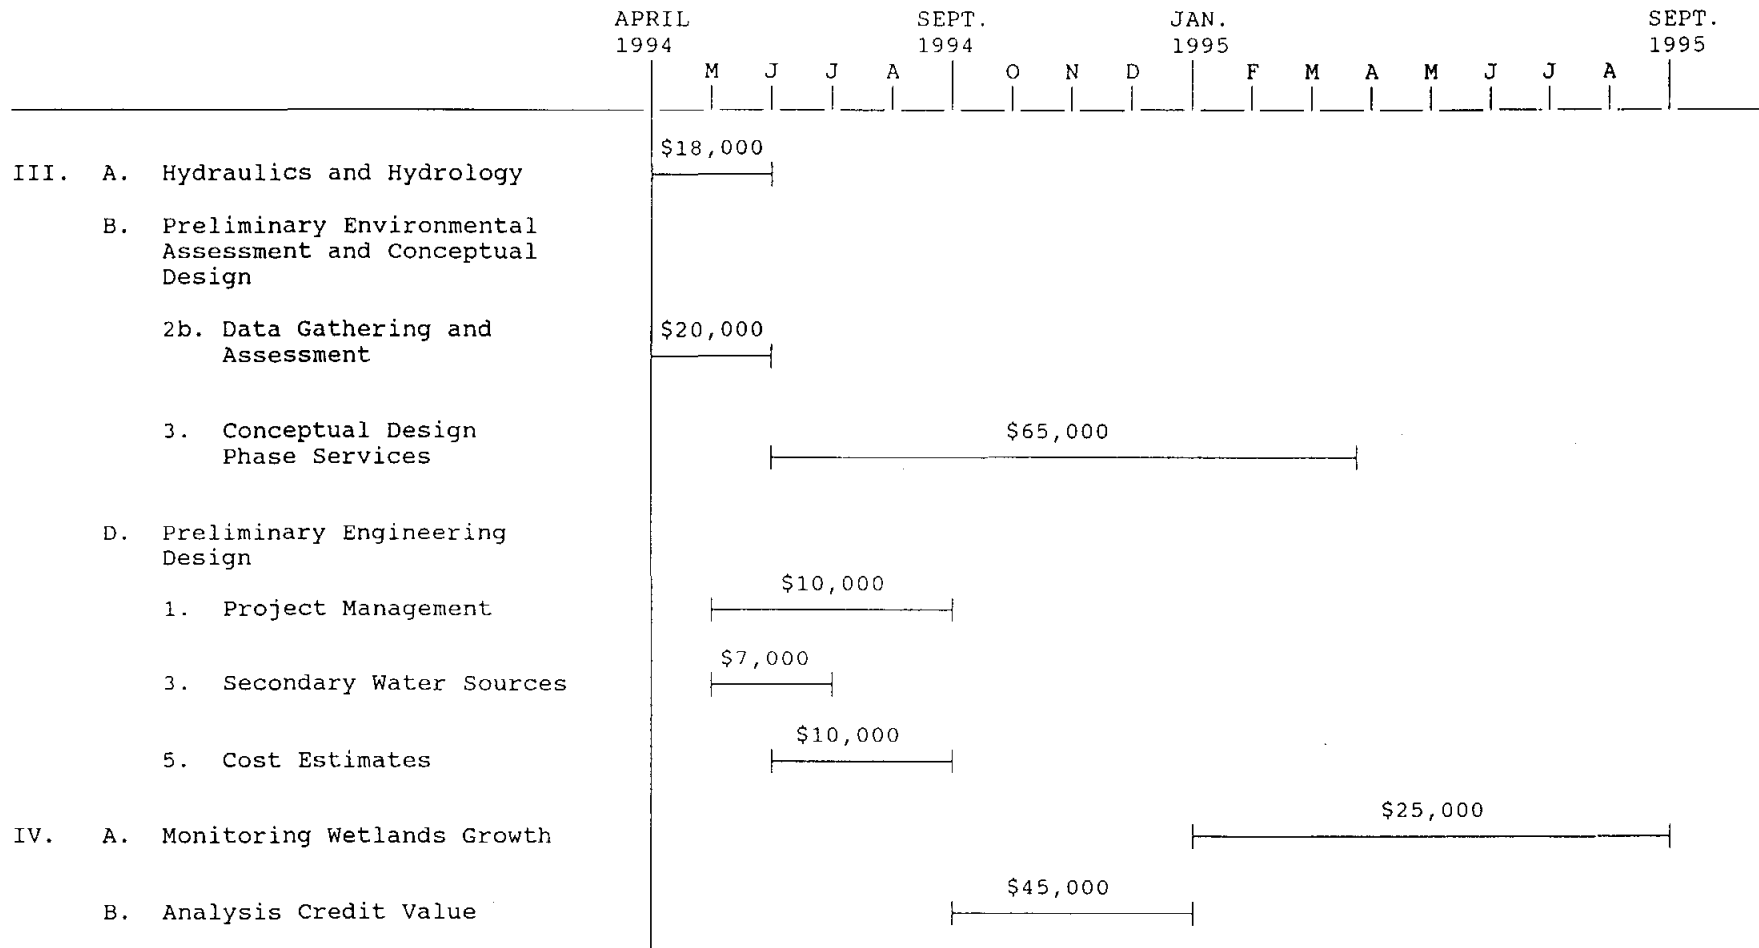 APRIL SEPT. JAN. SEPT.
1994 1994 1995 1995
M J J A O N D F M A M J J A
$18,000
III. A. Hydraulics and Hydrology
B. Preliminary Environmental
Assessment and Conceptual
Design
2b. Data Gathering and $20,000
Assessment
3. Conceptual Design $65,000
Phase Services
D. Preliminary Engineering
Design
$10,000
1. Project Management
$7,000
3. Secondary Water Sources
$10,000
5. Cost Estimates
$25,000
IV. A. Monitoring Wetlands Growth
$45,000
B. Analysis Credit Value